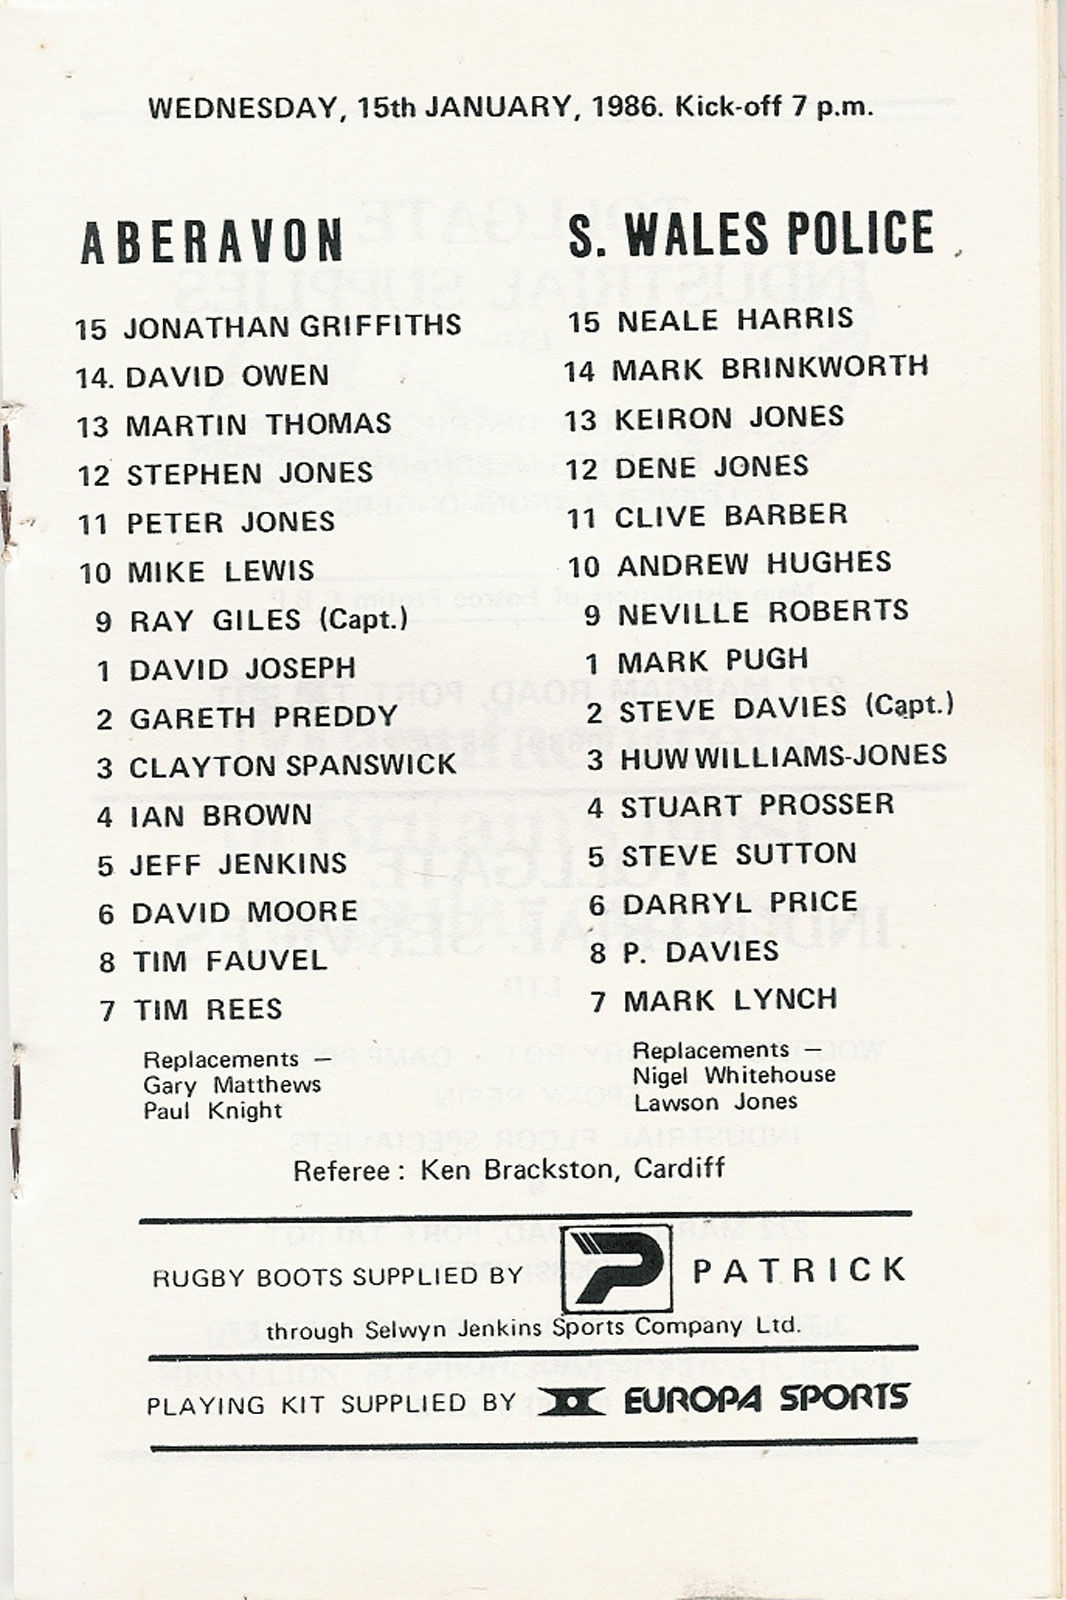 WEDNESDAY, 15th JANUARY, 1986. Kick-off 7 p.m.
ABERAVON
15 JONATHAN GRIFFITHS
14. DAVID OWEN
13 MARTIN THOMAS
12 STEPHEN JONES
11 PETER JONES
10 MIKE LEWIS
9 RAY GILES (Capt.)
1 DAVID JOSEPH
2 GARETH PREDDY
3 CLAYTON SPANSWICK
4 IAN BROWN
5 JEFF JENKINS
6 DAVID MOORE
8 TIM FAUVEL
7 TIM REES
Replacements —
Gary Matthews
Paul Knight
S. WALES POLICE
15 NEALE HARRIS
14 MARK BRINKWORTH
13 KEIRON JONES
12 DENE JONES
11 CLIVE BARBER
10 ANDREW HUGHES
9 NEVILLE ROBERTS
1 MARK PUGH
2 STEVE DAVIES (Capt.)
3 HUW WILLIAMS-JONES
4 STUART PROSSER
5 STEVE SUTTON
6 DARRYL PRICE
8 P. DAVIES
7 MARK LYNCH
Replacements —
Nigel Whitehouse
Lawson Jones
Referee : Ken Brackston, Cardiff
RUGBY BOOTS SUPPLIED BY P PATRICK
through Selwyn Jenkins Sports Company Ltd.
PLAYING KIT SUPPLIED BY EUROPA SPORTS